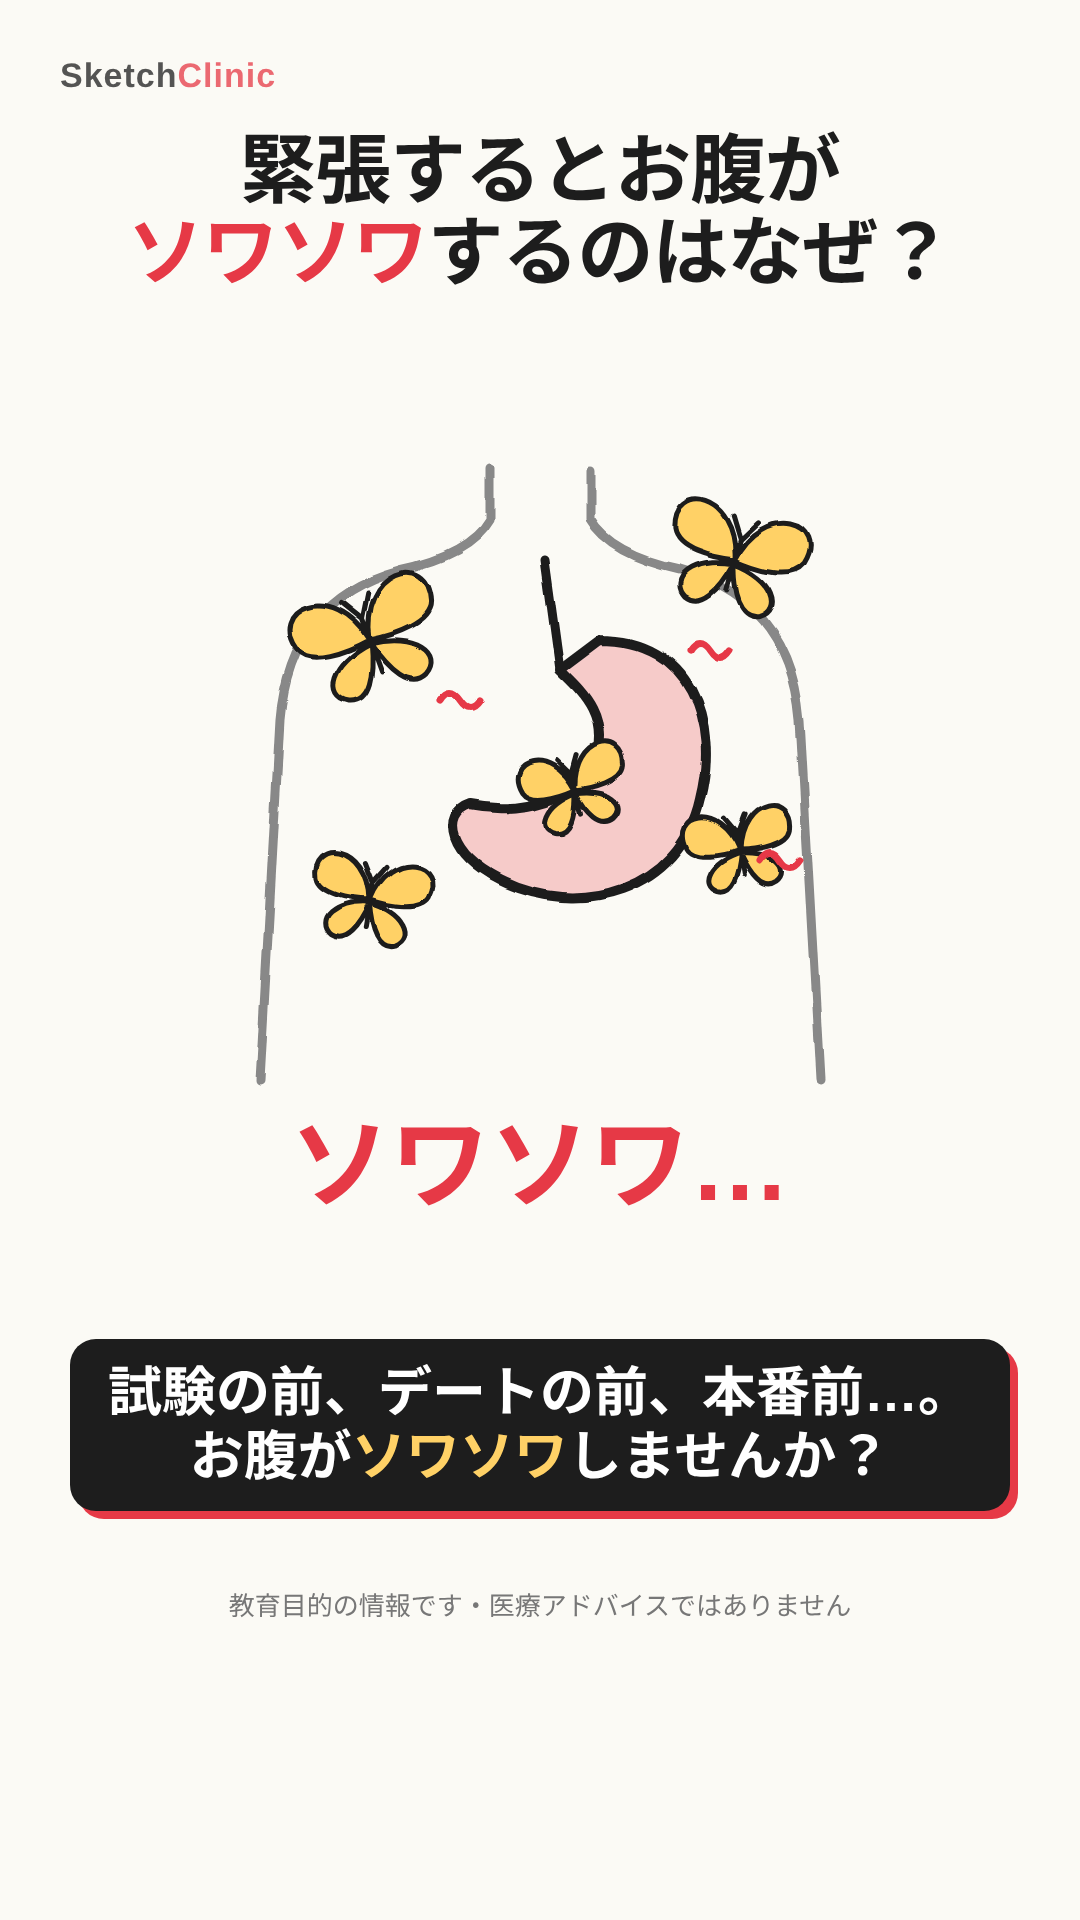 SketchClinic
緊張するとお腹が
ソワソワするのはなぜ？
ソワソワ…
試験の前、デートの前、本番前…。
お腹がソワソワしませんか？
教育目的の情報です・医療アドバイスではありません